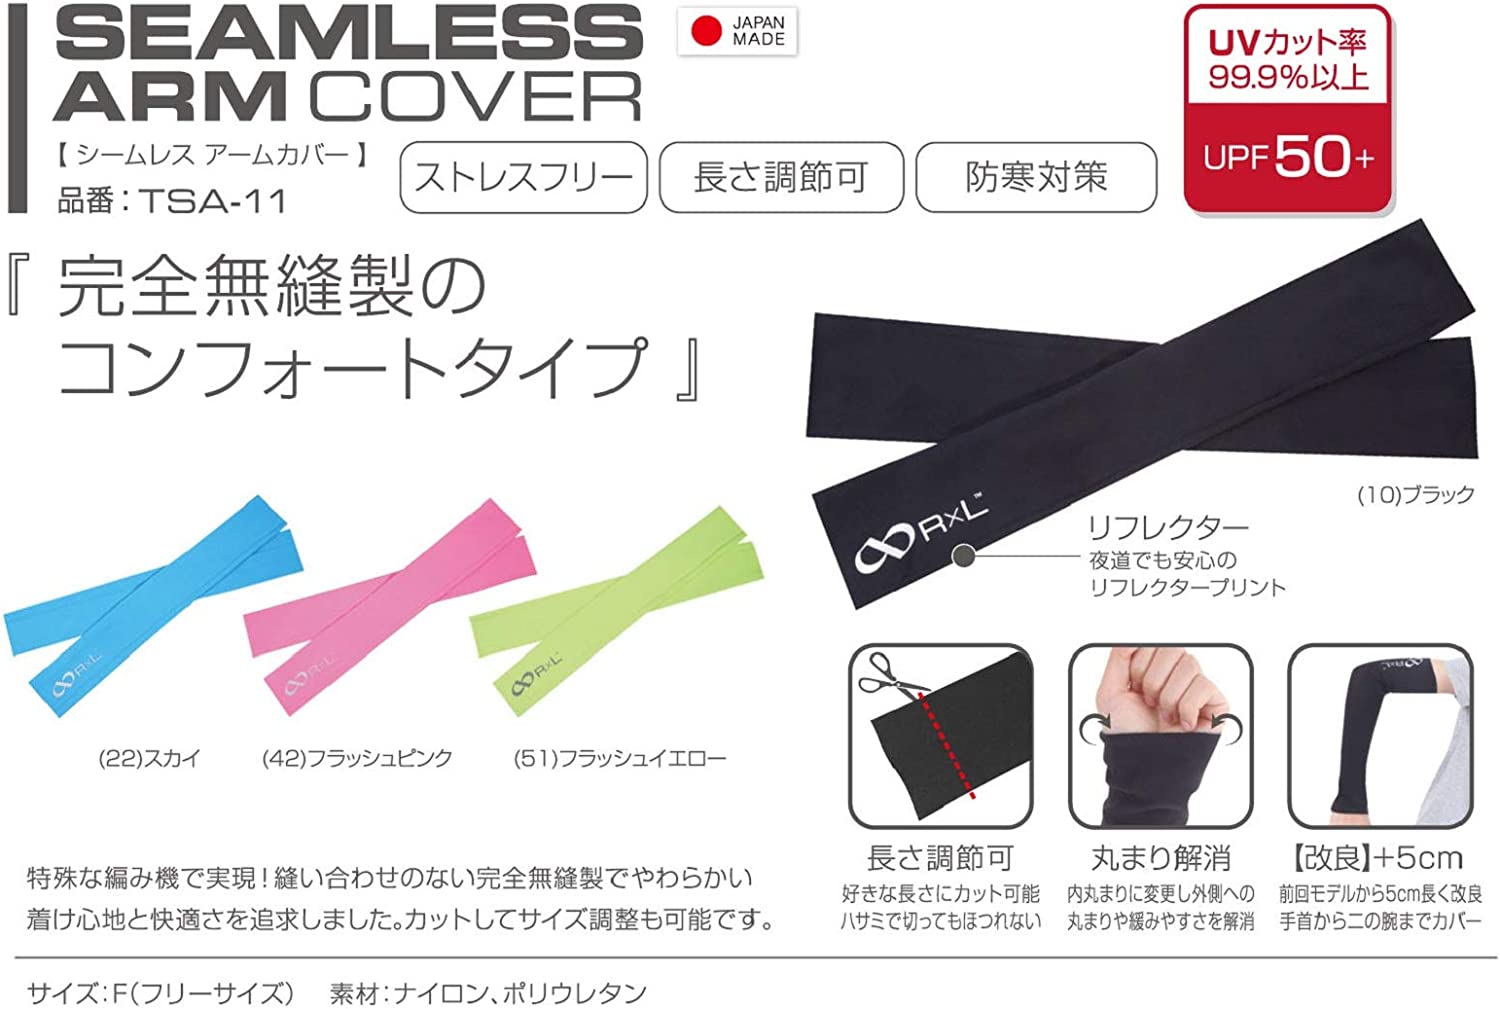 SEAMLESS
ARM COVER
JAPAN
MADE
【 シームレス アームカバー 】
品番：TSA-11
ストレスフリー
長さ調節可
防寒対策
UVカット率
99.9%以上
UPF50+
『 完全無縫製の
コンフォートタイプ 』
R×L™
(10)ブラック
リフレクター
夜道でも安心の
リフレクタープリント
R×L
R×L
R×L
(22)スカイ
(42)フラッシュピンク
(51)フラッシュイエロー
R×L
長さ調節可
好きな長さにカット可能
ハサミで切ってもほつれない
丸まり解消
内丸まりに変更し外側への
丸まりや緩みやすさを解消
【改良】+5cm
前回モデルから5cm長く改良
手首から二の腕までカバー
特殊な編み機で実現！縫い合わせのない完全無縫製でやわらかい
着け心地と快適さを追求しました。カットしてサイズ調整も可能です。
サイズ：F（フリーサイズ） 素材：ナイロン、ポリウレタン